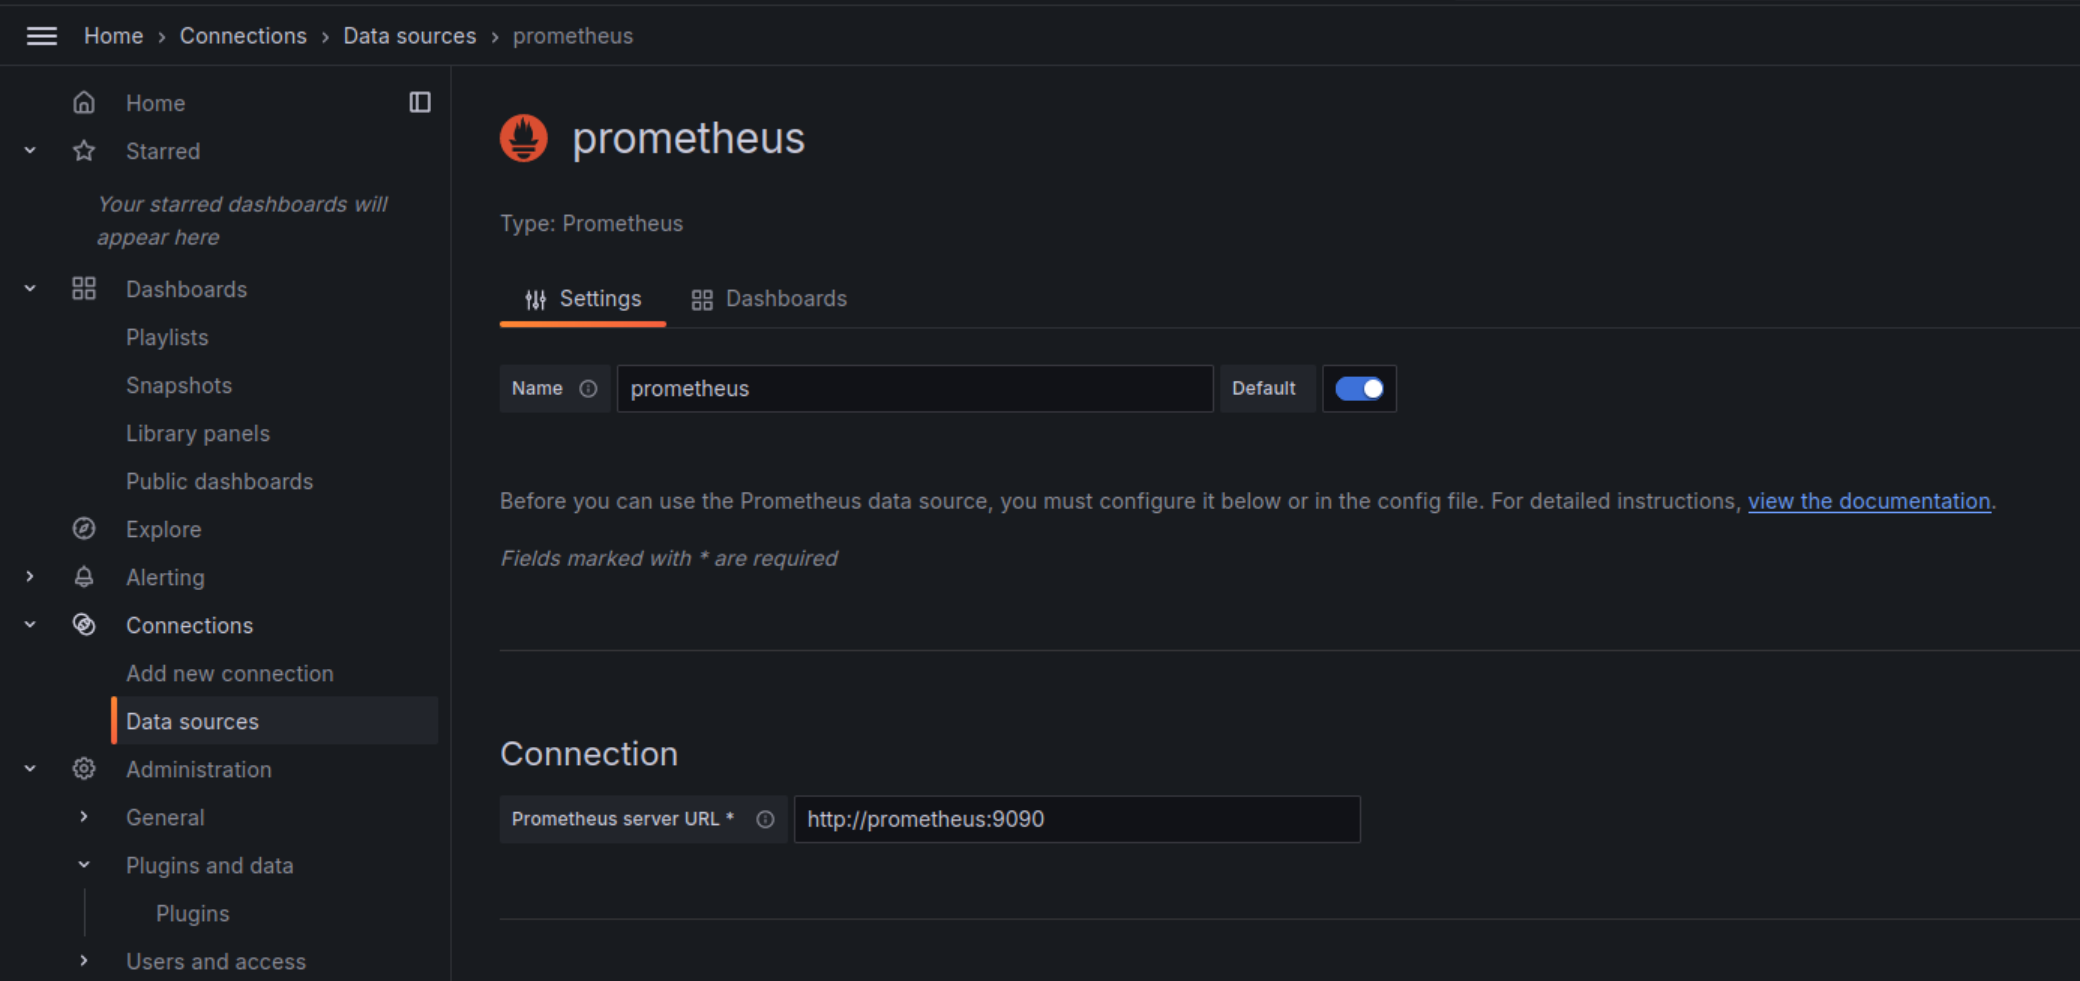 Home › Connections › Data sources › prometheus
Home
Starred
Your starred dashboards will
appear here
Dashboards
Playlists
Snapshots
Library panels
Public dashboards
Explore
Alerting
Connections
Add new connection
Data sources
Administration
General
Plugins and data
Plugins
Users and access
prometheus
Type: Prometheus
Settings Dashboards
Name prometheus Default
Before you can use the Prometheus data source, you must configure it below or in the config file. For detailed instructions, view the documentation.
Fields marked with * are required
Connection
Prometheus server URL * http://prometheus:9090